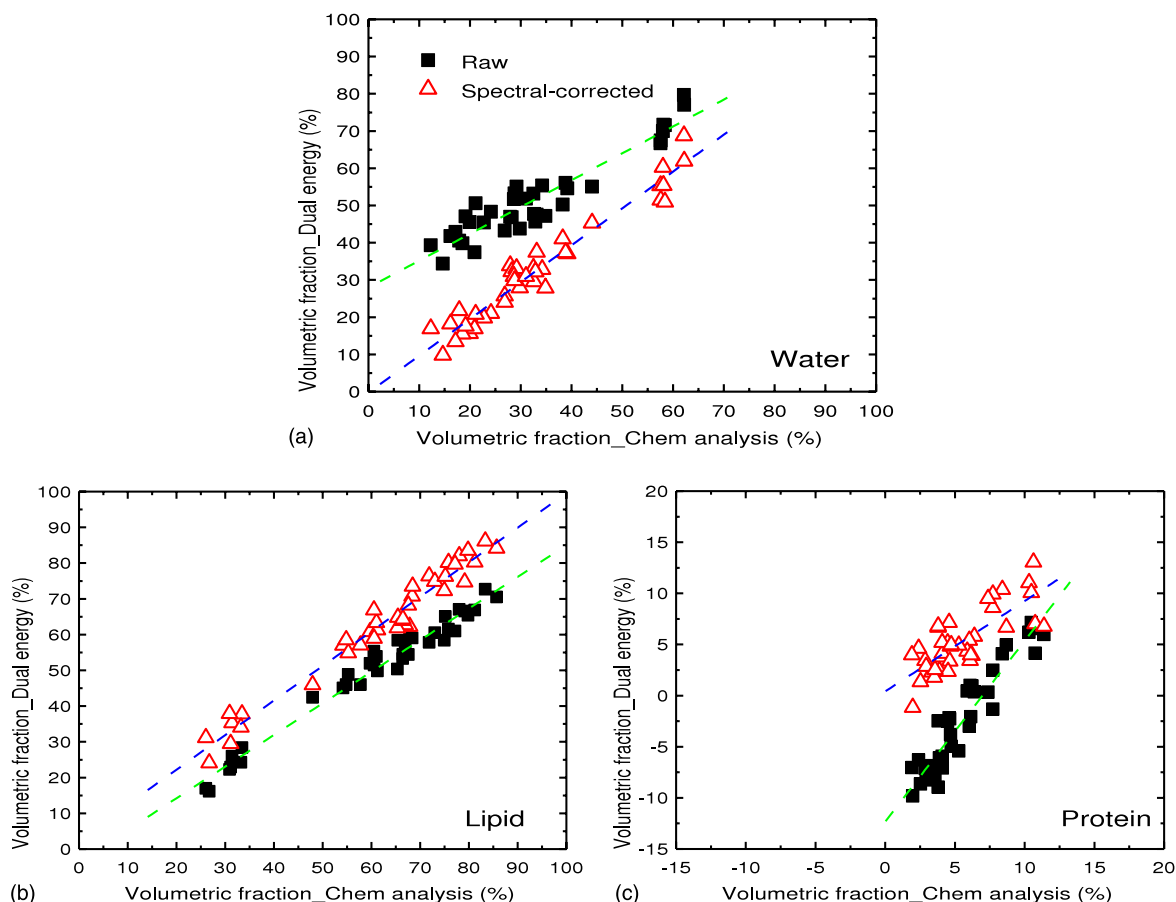 100
90
80
70
60
50
40
30
20
10
0
Volumetric fraction_Dual energy (%)
Raw
Spectral-corrected
Water
0 10 20 30 40 50 60 70 80 90 100
(a) Volumetric fraction_Chem analysis (%)
100
90
80
70
60
50
40
30
20
10
0
Volumetric fraction_Dual energy (%)
Lipid
0 10 20 30 40 50 60 70 80 90 100
(b) Volumetric fraction_Chem analysis (%)
20
15
10
5
0
-5
-10
-15
Volumetric fraction_Dual energy (%)
Protein
-15 -10 -5 0 5 10 15 20
(c) Volumetric fraction_Chem analysis (%)